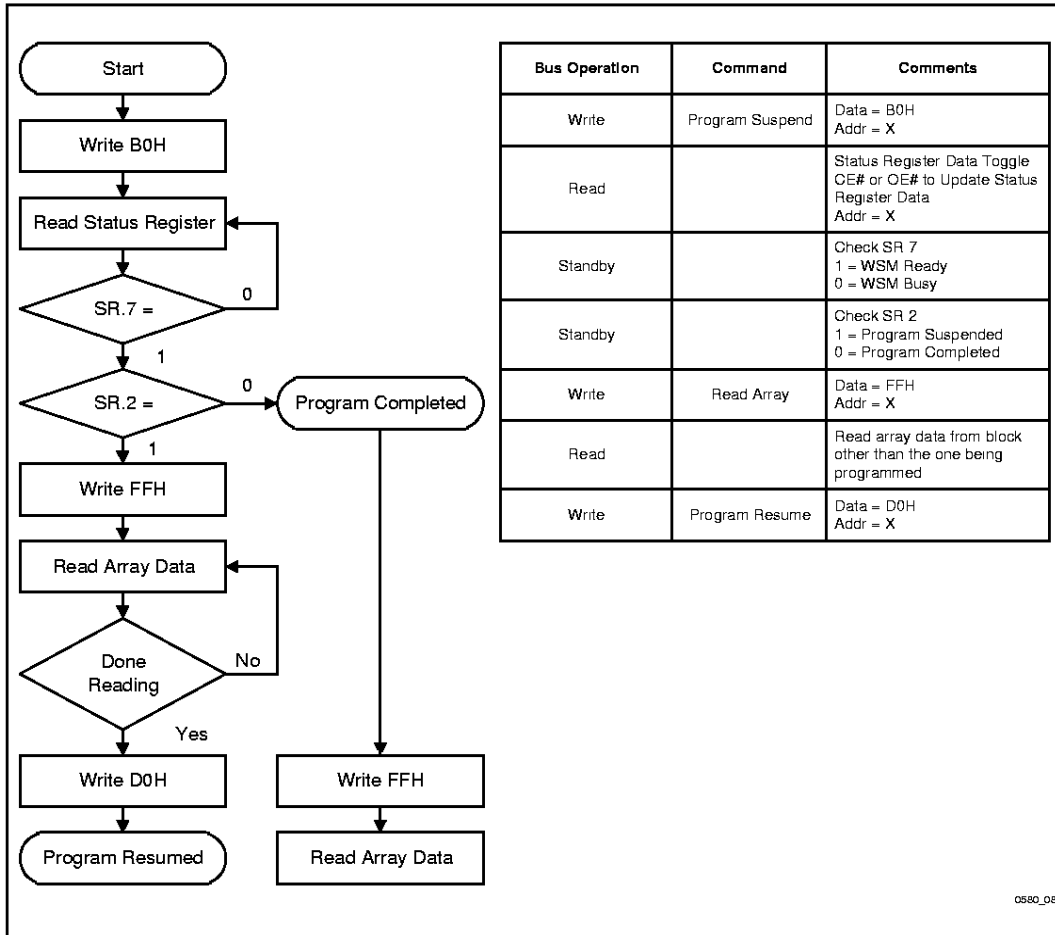 Start
Write B0H
Read Status Register
SR.7 =
0
1
SR.2 =
0
Program Completed
1
Write FFH
Read Array Data
Done
Reading
No
Yes
Write D0H
Program Resumed
Write FFH
Read Array Data
Bus Operation Command Comments
Write Program Suspend Data = B0H
Addr = X
Read Status Register Data Toggle
CE# or OE# to Update Status
Register Data
Addr = X
Standby Check SR 7
1 = WSM Ready
0 = WSM Busy
Standby Check SR 2
1 = Program Suspended
0 = Program Completed
Write Read Array Data = FFH
Addr = X
Read Read array data from block
other than the one being
programmed
Write Program Resume Data = D0H
Addr = X
0580_08